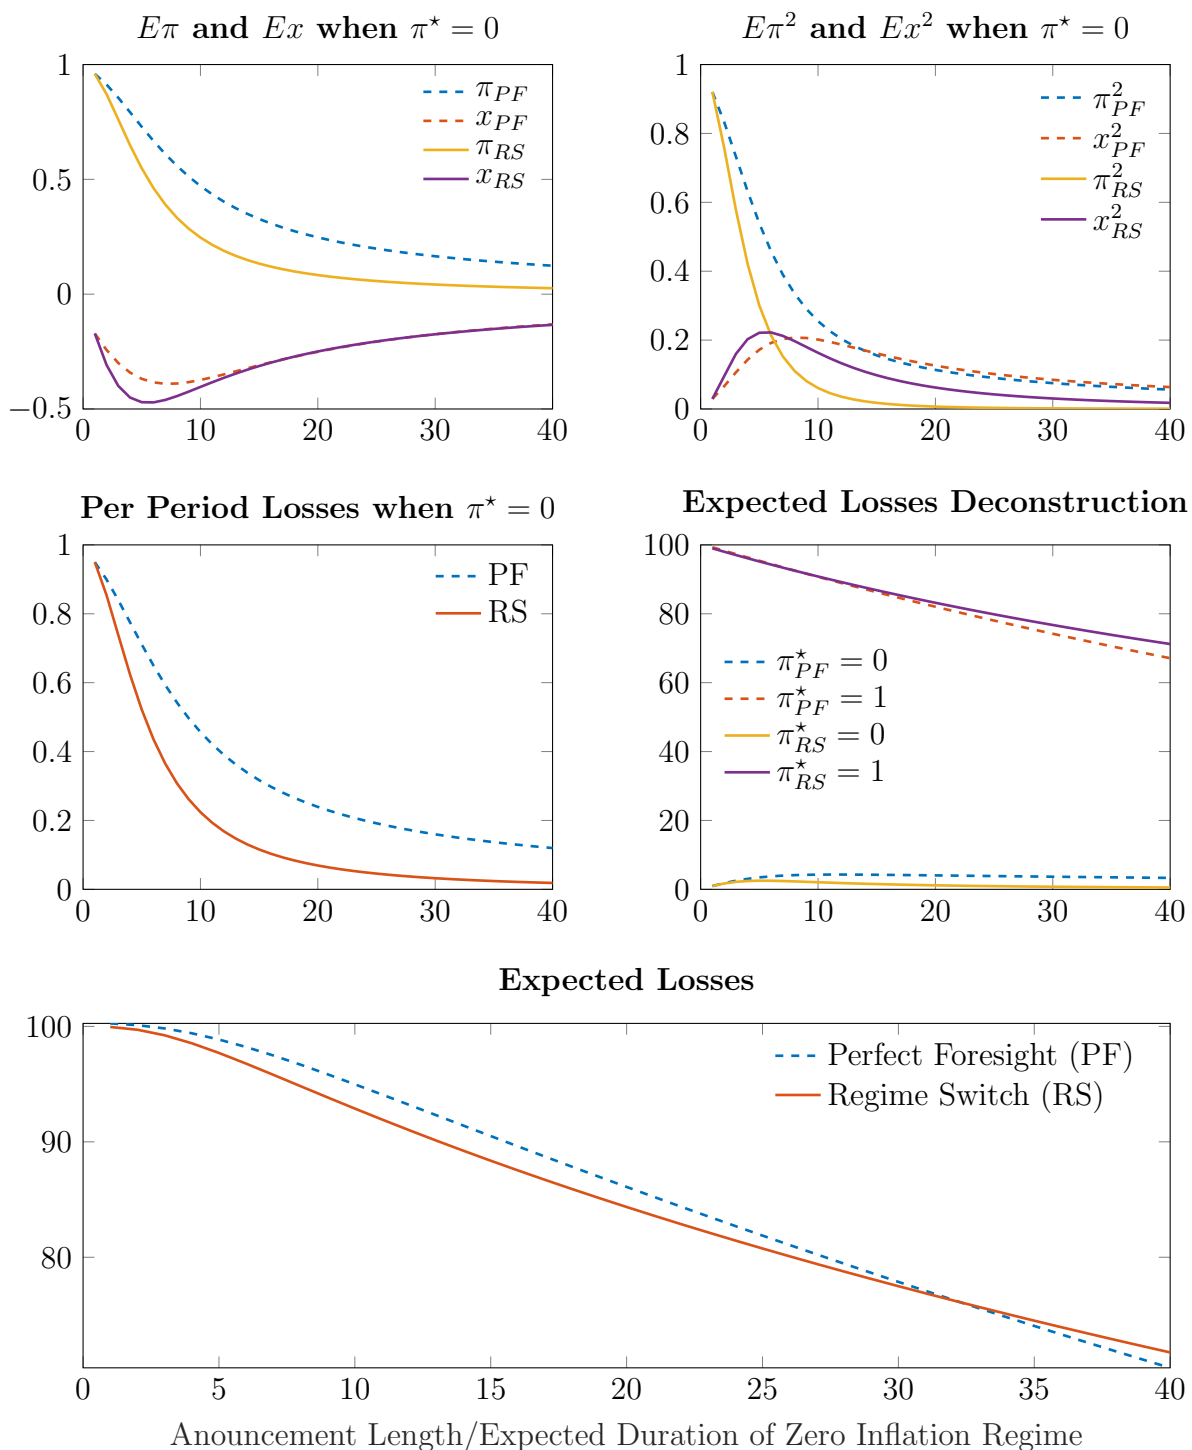 Eπ and Ex when π⋆ = 0
1
0.5
0
−0.5
0
10
20
30
40
π_PF
x_PF
π_RS
x_RS
Eπ² and Ex² when π⋆ = 0
1
0.8
0.6
0.4
0.2
0
0
10
20
30
40
π²_PF
x²_PF
π²_RS
x²_RS
Per Period Losses when π⋆ = 0
1
0.8
0.6
0.4
0.2
0
0
10
20
30
40
PF
RS
Expected Losses Deconstruction
100
80
60
40
20
0
0
10
20
30
40
π⋆_PF = 0
π⋆_PF = 1
π⋆_RS = 0
π⋆_RS = 1
Expected Losses
100
90
80
0
5
10
15
20
25
30
35
40
Perfect Foresight (PF)
Regime Switch (RS)
Anouncement Length/Expected Duration of Zero Inflation Regime